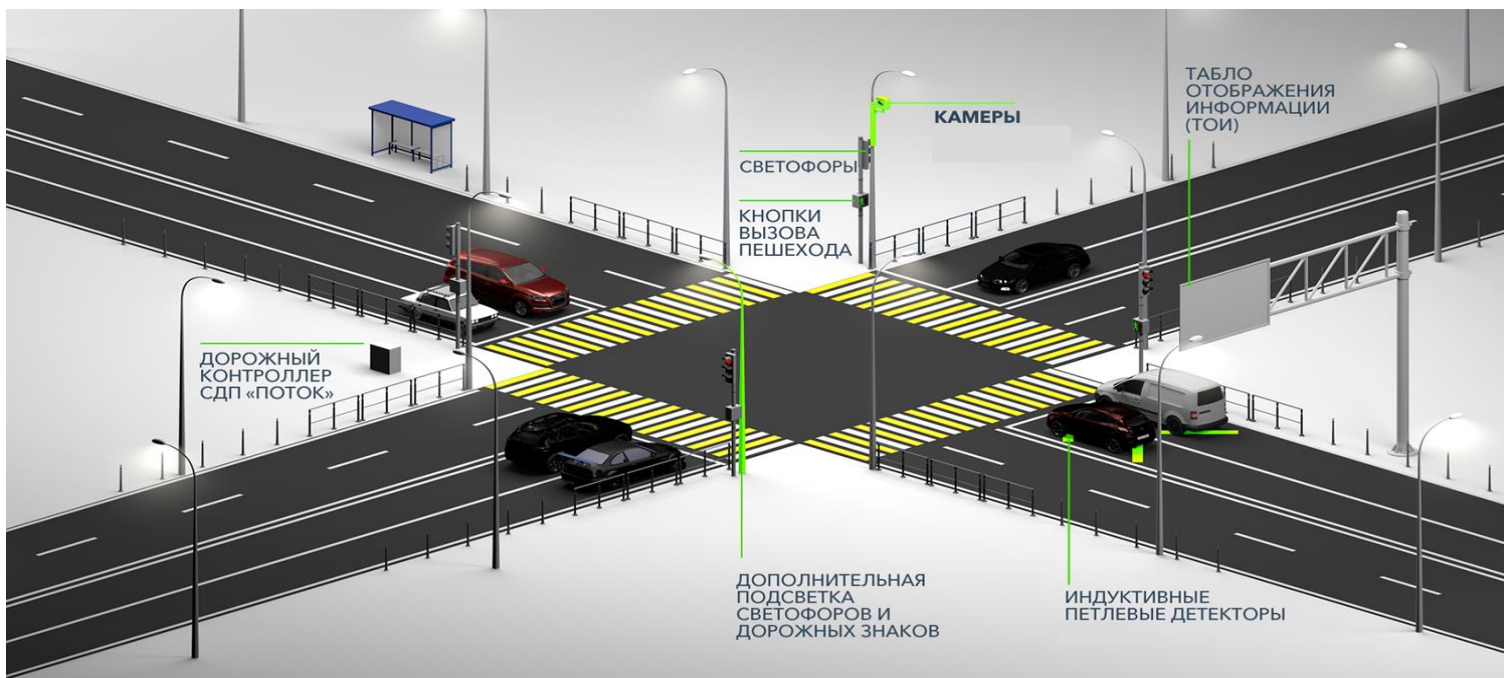 КАМЕРЫ
ТАБЛО
ОТОБРАЖЕНИЯ
ИНФОРМАЦИИ
(ТОИ)
СВЕТОФОРЫ
КНОПКИ
ВЫЗОВА
ПЕШЕХОДА
ДОРОЖНЫЙ
КОНТРОЛЛЕР
СДП «ПОТОК»
ДОПОЛНИТЕЛЬНАЯ
ПОДСВЕТКА
СВЕТОФОРОВ И
ДОРОЖНЫХ ЗНАКОВ
ИНДУКТИВНЫЕ
ПЕТЛЕВЫЕ ДЕТЕКТОРЫ